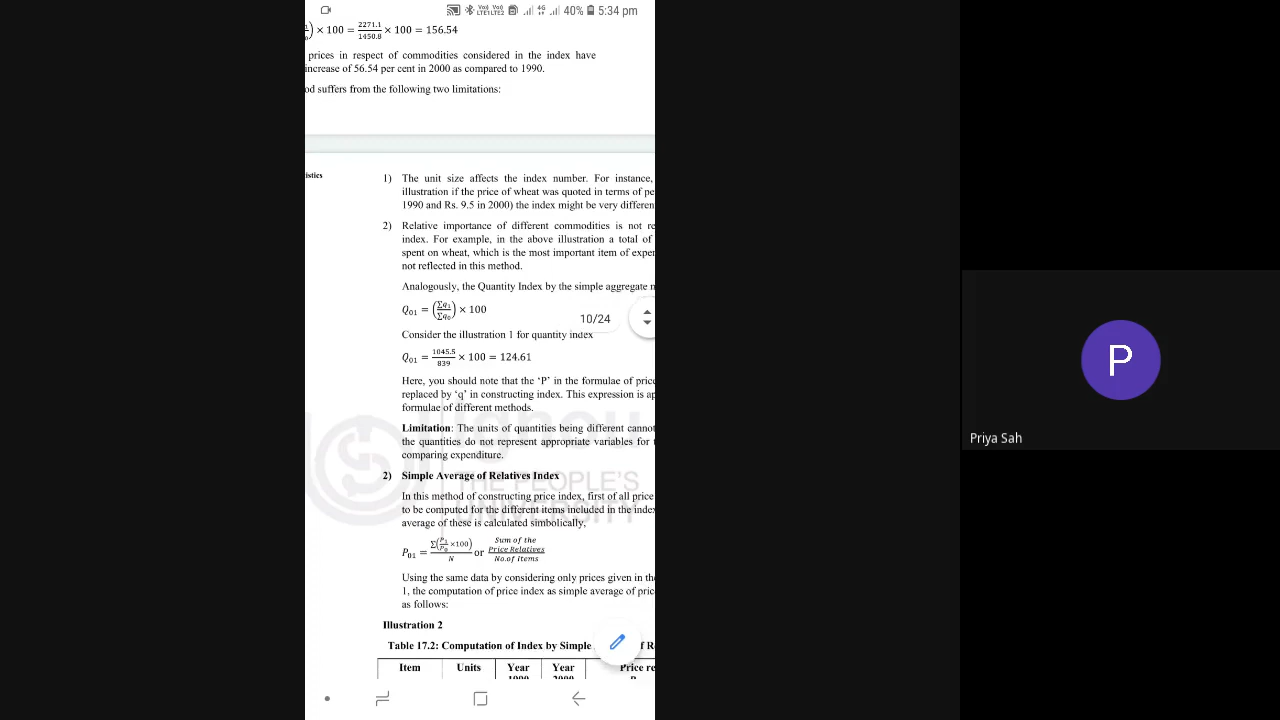 Voo) Voo)
LTE1 LTE2 4G 40% 5:34 pm
) × 100 = 2271.1/1450.8 × 100 = 156.54
prices in respect of commodities considered in the index have
increase of 56.54 per cent in 2000 as compared to 1990.
od suffers from the following two limitations:
istics
1) The unit size affects the index number. For instance,
illustration if the price of wheat was quoted in terms of pe
1990 and Rs. 9.5 in 2000) the index might be very differen
2) Relative importance of different commodities is not re
index. For example, in the above illustration a total of
spent on wheat, which is the most important item of exper
not reflected in this method.
Analogously, the Quantity Index by the simple aggregate m
Q₀₁ = (Σq₁/Σq₀) × 100
10/24
Consider the illustration 1 for quantity index
Q₀₁ = 1045.5/839 × 100 = 124.61
Here, you should note that the ‘P’ in the formulae of price
replaced by ‘q’ in constructing index. This expression is ap
formulae of different methods.
ignou
Limitation: The units of quantities being different cannot
the quantities do not represent appropriate variables for t
comparing expenditure.
2) Simple Average of Relatives Index
THE PEOPLE'S
UNIVERSITY
In this method of constructing price index, first of all price
to be computed for the different items included in the index
average of these is calculated simbolically,
P₀₁ = Σ(P₁/P₀ ×100)/N or Sum of the Price Relatives/No.of Items
Using the same data by considering only prices given in the
1, the computation of price index as simple average of pric
as follows:
Illustration 2
Table 17.2: Computation of Index by Simple of R
Item Units Year Year Price re
1990 2000
P
Priya Sah